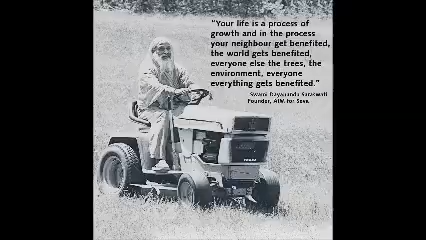 "Your life is a process of
growth and in the process
your neighbour get benefited,
the world gets benefited,
everyone else the trees, the
environment, everyone
everything gets benefited."
Swami Dayananda Saraswati
Founder, AIM for Seva.